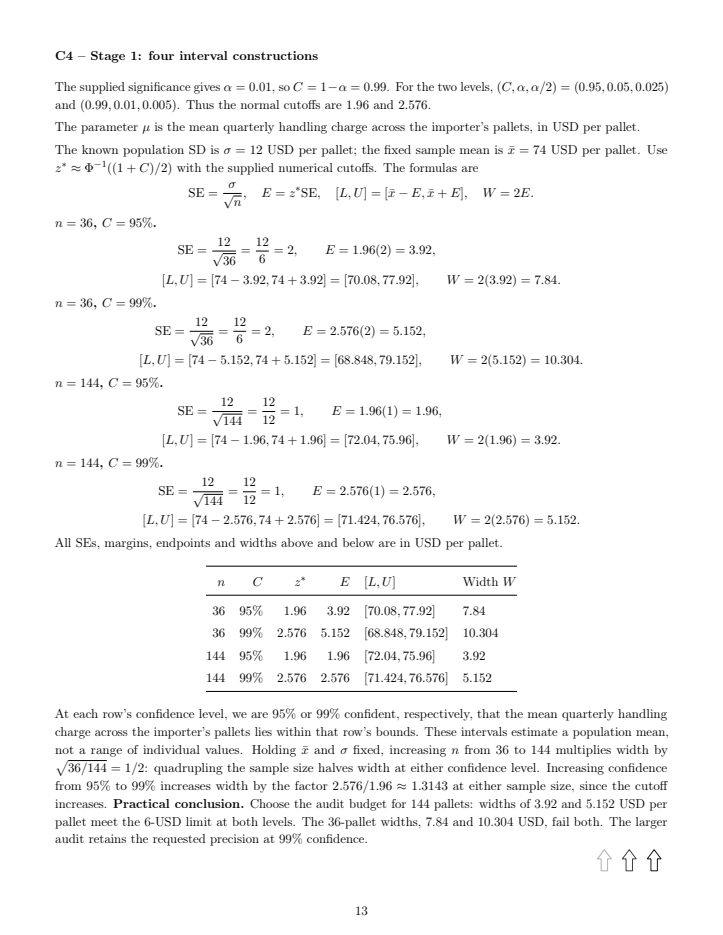 C4 – Stage 1: four interval constructions
The supplied significance gives α = 0.01, so C = 1−α = 0.99. For the two levels, (C, α, α/2) = (0.95, 0.05, 0.025)
and (0.99, 0.01, 0.005). Thus the normal cutoffs are 1.96 and 2.576.
The parameter μ is the mean quarterly handling charge across the importer's pallets, in USD per pallet.
The known population SD is σ = 12 USD per pallet; the fixed sample mean is x̄ = 74 USD per pallet. Use
z* ≈ Φ⁻¹((1 + C)/2) with the supplied numerical cutoffs. The formulas are
SE = σ/√n, E = z*SE, [L, U] = [x̄ − E, x̄ + E], W = 2E.
n = 36, C = 95%.
SE = 12/√36 = 12/6 = 2, E = 1.96(2) = 3.92,
[L, U] = [74 − 3.92, 74 + 3.92] = [70.08, 77.92], W = 2(3.92) = 7.84.
n = 36, C = 99%.
SE = 12/√36 = 12/6 = 2, E = 2.576(2) = 5.152,
[L, U] = [74 − 5.152, 74 + 5.152] = [68.848, 79.152], W = 2(5.152) = 10.304.
n = 144, C = 95%.
SE = 12/√144 = 12/12 = 1, E = 1.96(1) = 1.96,
[L, U] = [74 − 1.96, 74 + 1.96] = [72.04, 75.96], W = 2(1.96) = 3.92.
n = 144, C = 99%.
SE = 12/√144 = 12/12 = 1, E = 2.576(1) = 2.576,
[L, U] = [74 − 2.576, 74 + 2.576] = [71.424, 76.576], W = 2(2.576) = 5.152.
All SEs, margins, endpoints and widths above and below are in USD per pallet.
n C z* E [L, U] Width W
36 95% 1.96 3.92 [70.08, 77.92] 7.84
36 99% 2.576 5.152 [68.848, 79.152] 10.304
144 95% 1.96 1.96 [72.04, 75.96] 3.92
144 99% 2.576 2.576 [71.424, 76.576] 5.152
At each row's confidence level, we are 95% or 99% confident, respectively, that the mean quarterly handling
charge across the importer's pallets lies within that row's bounds. These intervals estimate a population mean,
not a range of individual values. Holding x̄ and σ fixed, increasing n from 36 to 144 multiplies width by
√36/144 = 1/2: quadrupling the sample size halves width at either confidence level. Increasing confidence
from 95% to 99% increases width by the factor 2.576/1.96 ≈ 1.3143 at either sample size, since the cutoff
increases. Practical conclusion. Choose the audit budget for 144 pallets: widths of 3.92 and 5.152 USD per
pallet meet the 6-USD limit at both levels. The 36-pallet widths, 7.84 and 10.304 USD, fail both. The larger
audit retains the requested precision at 99% confidence.
13